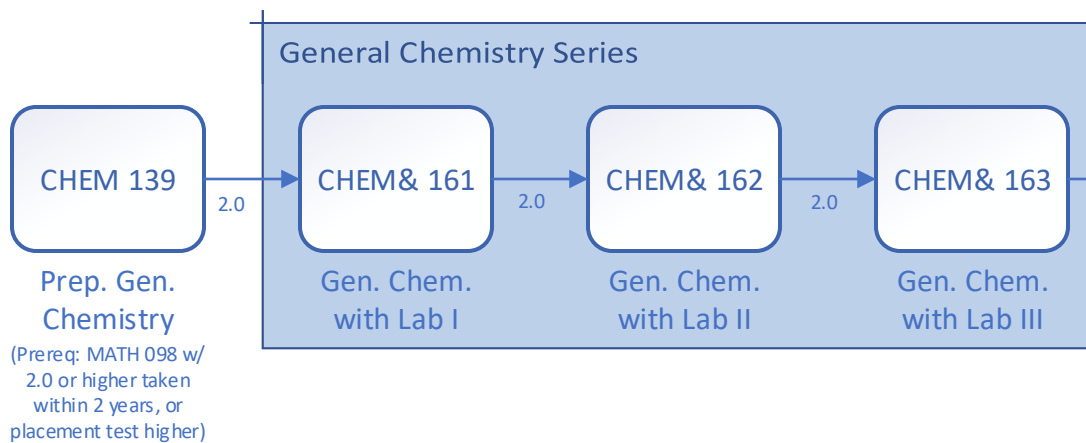 General Chemistry Series
CHEM 139
2.0
CHEM& 161
2.0
CHEM& 162
2.0
CHEM& 163
Prep. Gen.
Chemistry
(Prereq: MATH 098 w/
2.0 or higher taken
within 2 years, or
placement test higher)
Gen. Chem.
with Lab I
Gen. Chem.
with Lab II
Gen. Chem.
with Lab III